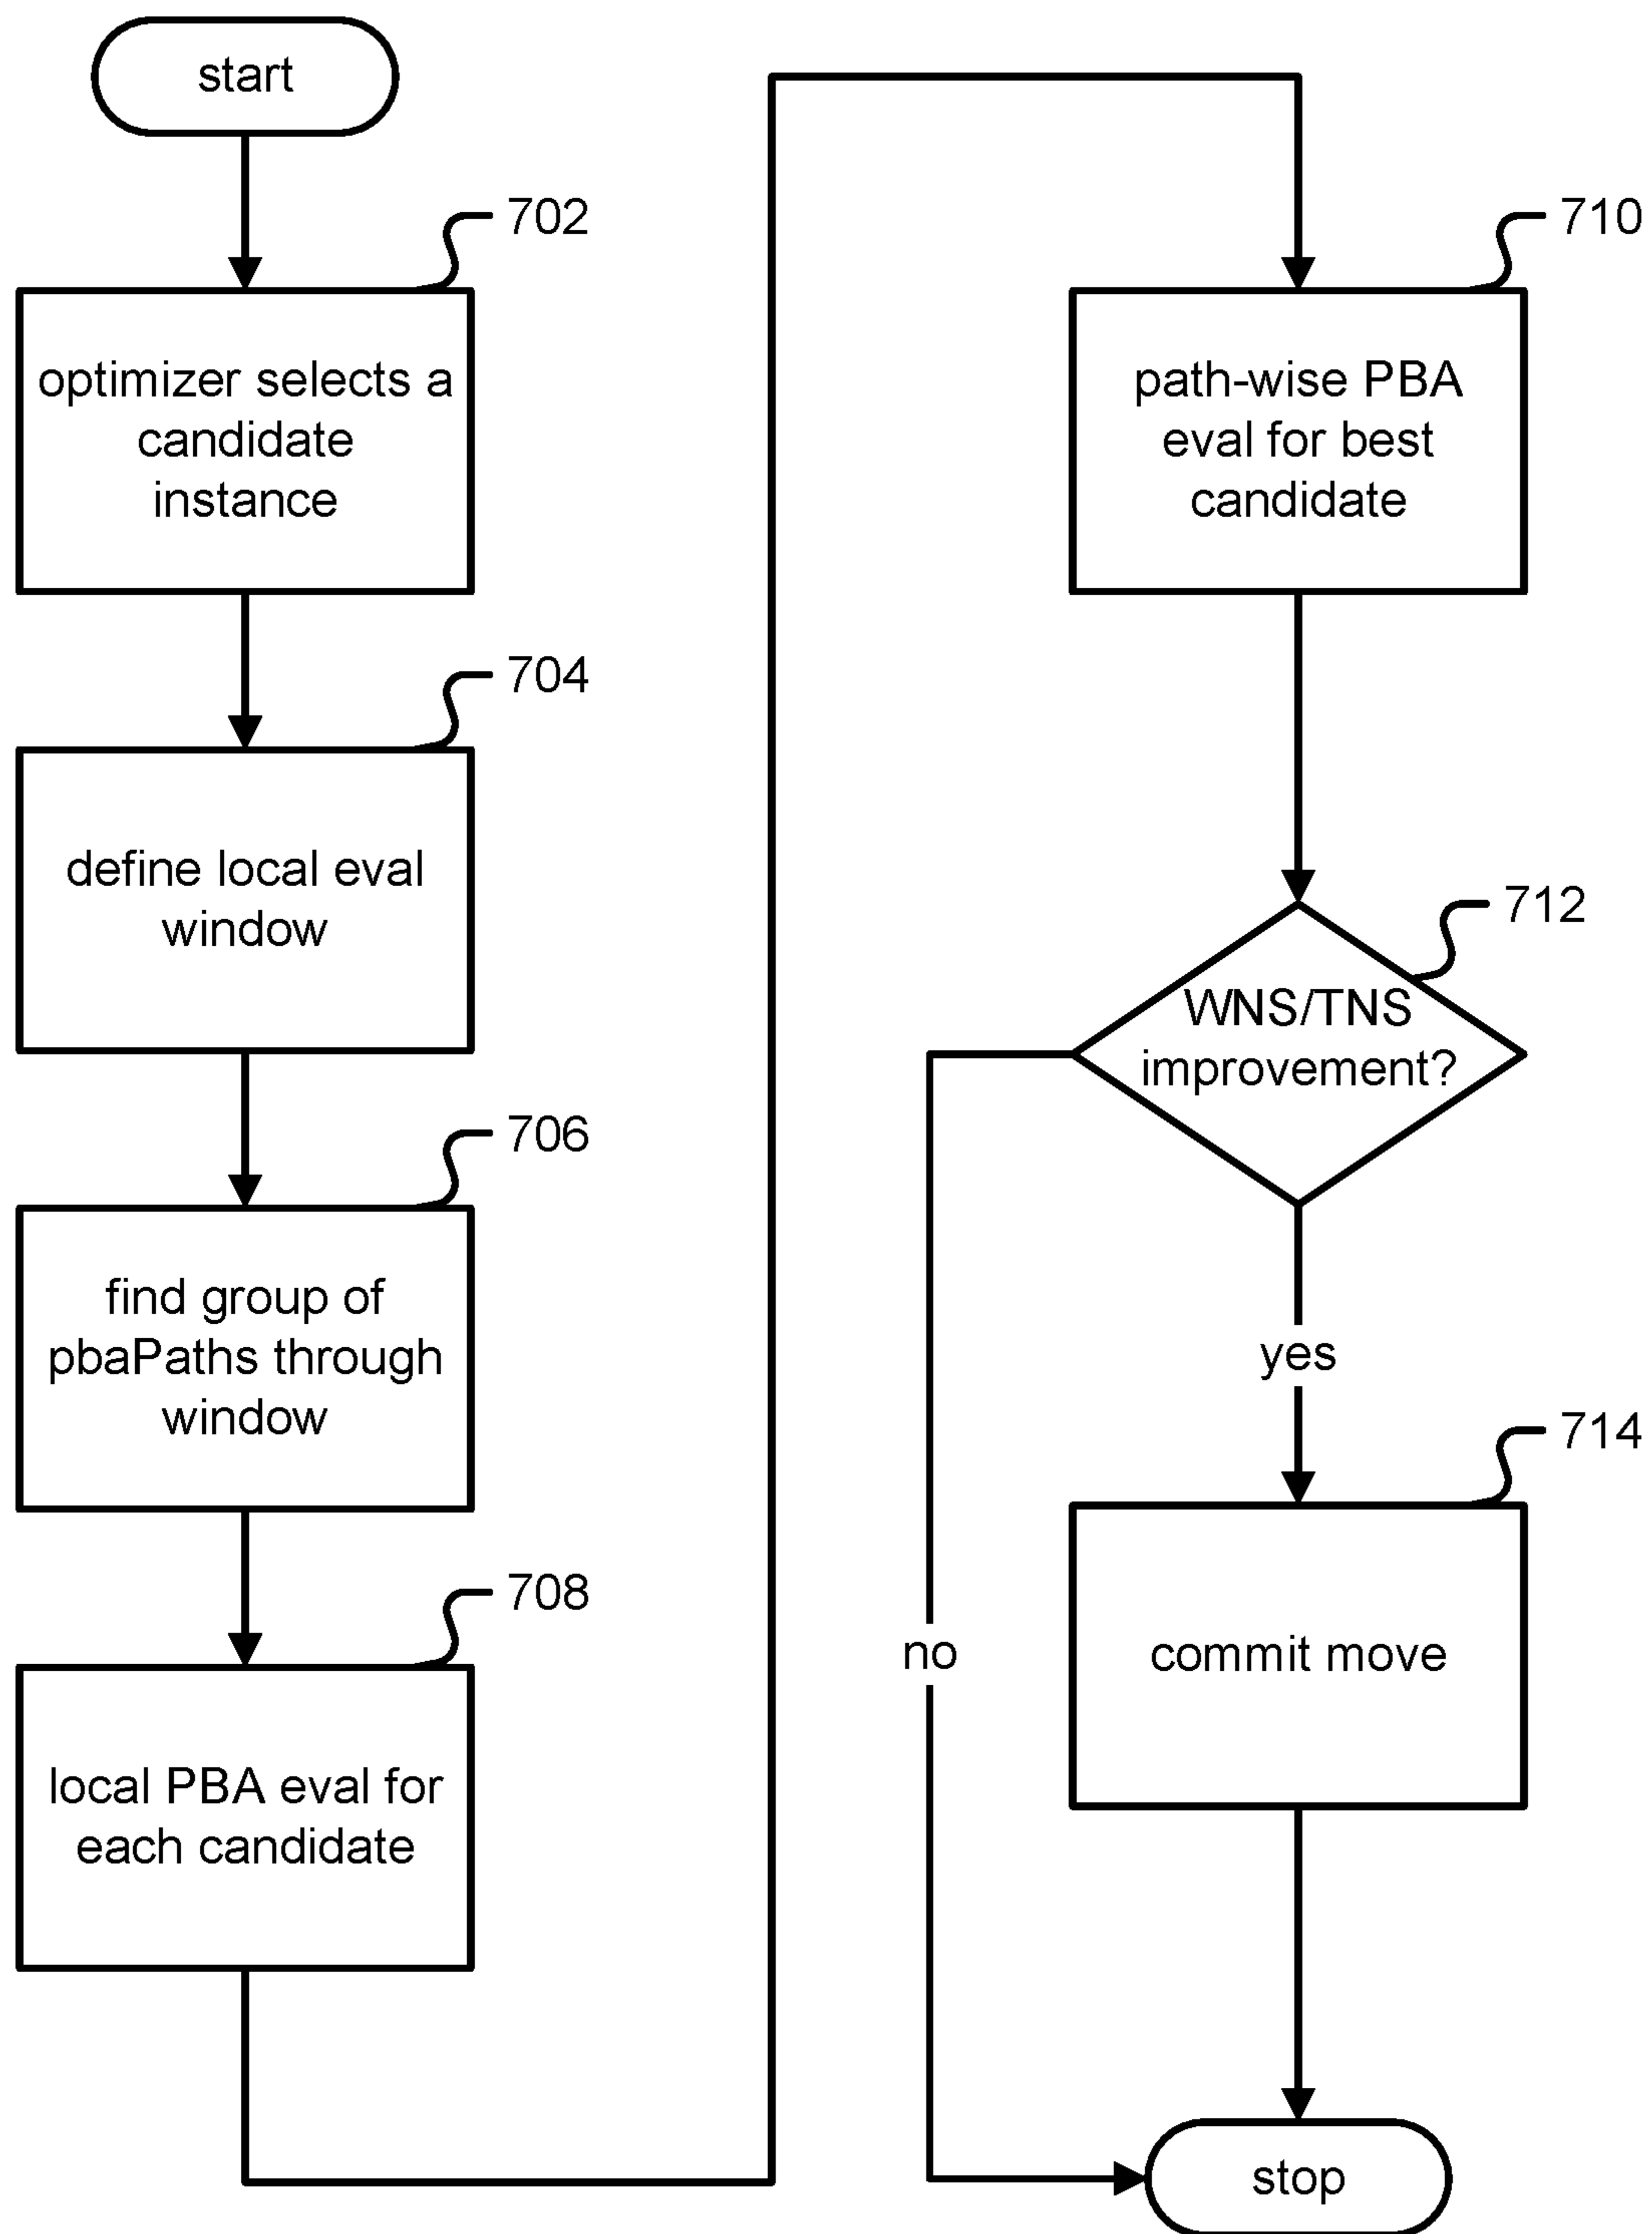 start
702
optimizer selects a
candidate
instance
704
define local eval
window
706
find group of
pbaPaths through
window
708
local PBA eval for
each candidate
710
path-wise PBA
eval for best
candidate
712
WNS/TNS
improvement?
yes
no
714
commit move
stop